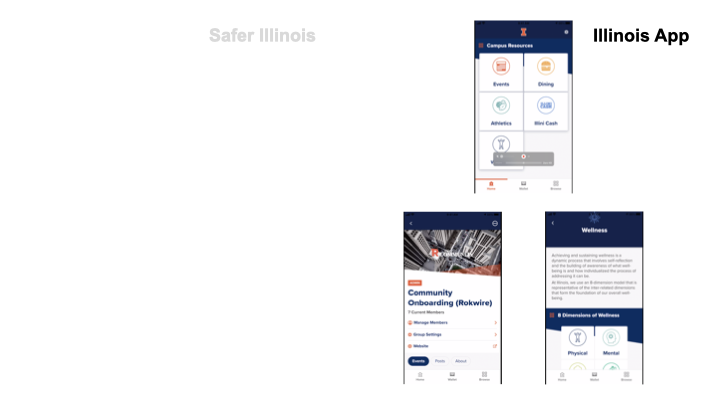 Safer Illinois
Illinois App
Campus Resources
Events
Dining
Athletics
Illini Cash
Home
Wallet
Browse
Community
Onboarding (Rokwire)
7 Current Members
Manage Members
Group Settings
Website
Events
Posts
About
Home
Wallet
Browse
Wellness
Achieving and sustaining wellness is a
dynamic process that involves self-reflection
and the building of awareness of what well-
being is and how individualized the process of
addressing it can be.
At Illinois, we use an 8 dimension model that is
representative of the inter-related dimensions
that form the foundation of our overall well-
being.
8 Dimensions of Wellness
Physical
Mental
Home
Wallet
Browse